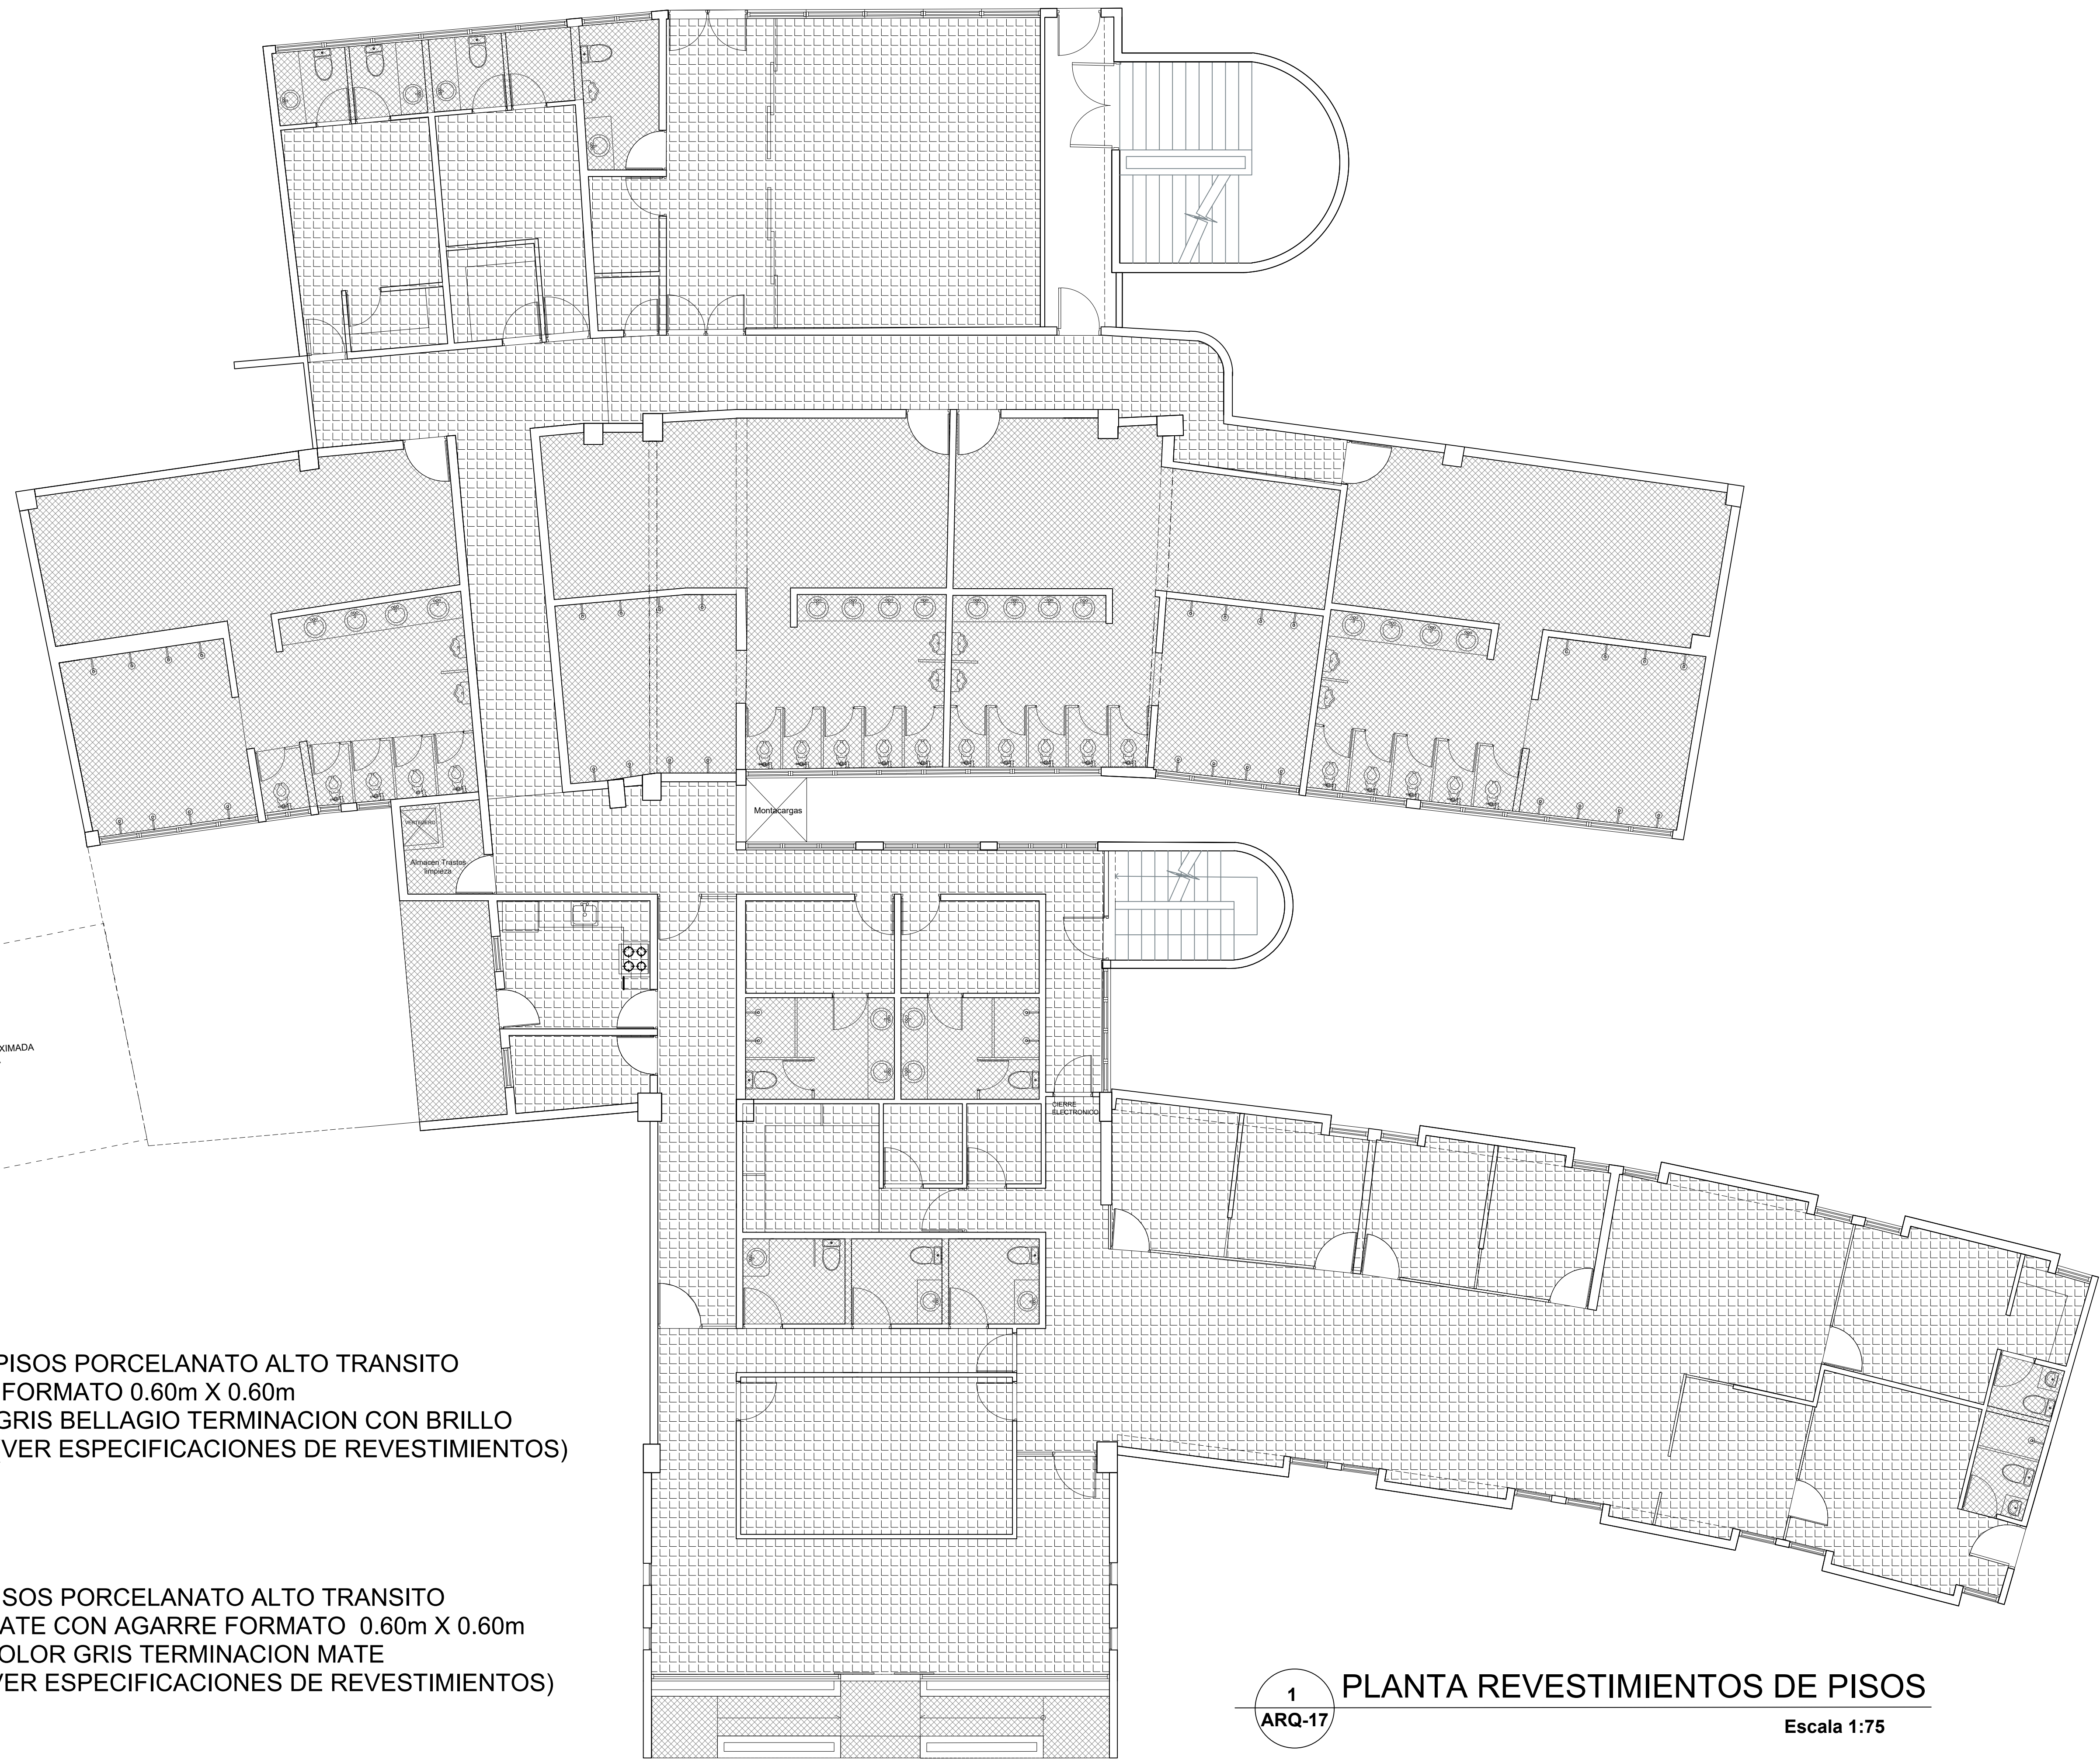 Montacargas
VERTEDERO
Almacen Trastos
limpieza
XIMADA
CIERRE
ELECTRONICO
PISOS PORCELANATO ALTO TRANSITO
FORMATO 0.60m X 0.60m
GRIS BELLAGIO TERMINACION CON BRILLO
VER ESPECIFICACIONES DE REVESTIMIENTOS)
ISOS PORCELANATO ALTO TRANSITO
ATE CON AGARRE FORMATO 0.60m X 0.60m
OLOR GRIS TERMINACION MATE
VER ESPECIFICACIONES DE REVESTIMIENTOS)
1
ARQ-17
PLANTA REVESTIMIENTOS DE PISOS
Escala 1:75